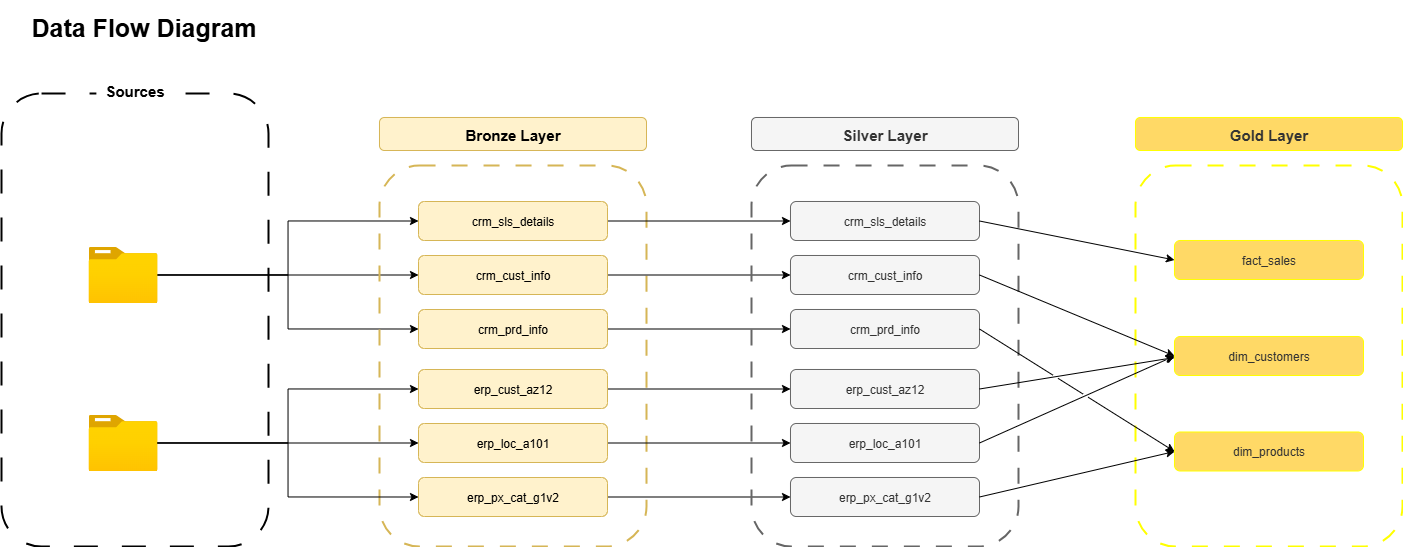 Data Flow Diagram
Sources
Bronze Layer
Silver Layer
Gold Layer
crm_sls_details
crm_cust_info
crm_prd_info
erp_cust_az12
erp_loc_a101
erp_px_cat_g1v2
crm_sls_details
crm_cust_info
crm_prd_info
erp_cust_az12
erp_loc_a101
erp_px_cat_g1v2
fact_sales
dim_customers
dim_products